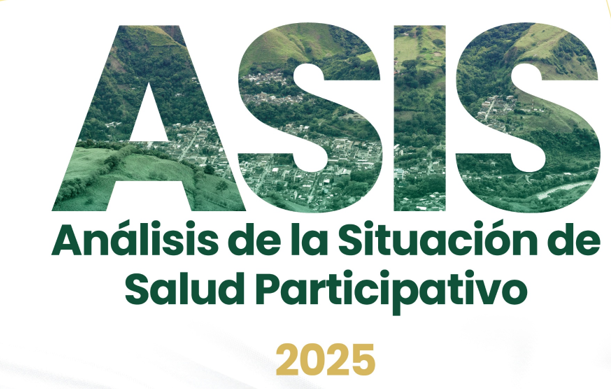 ASIS
Análisis de la Situación de
Salud Participativo
2025